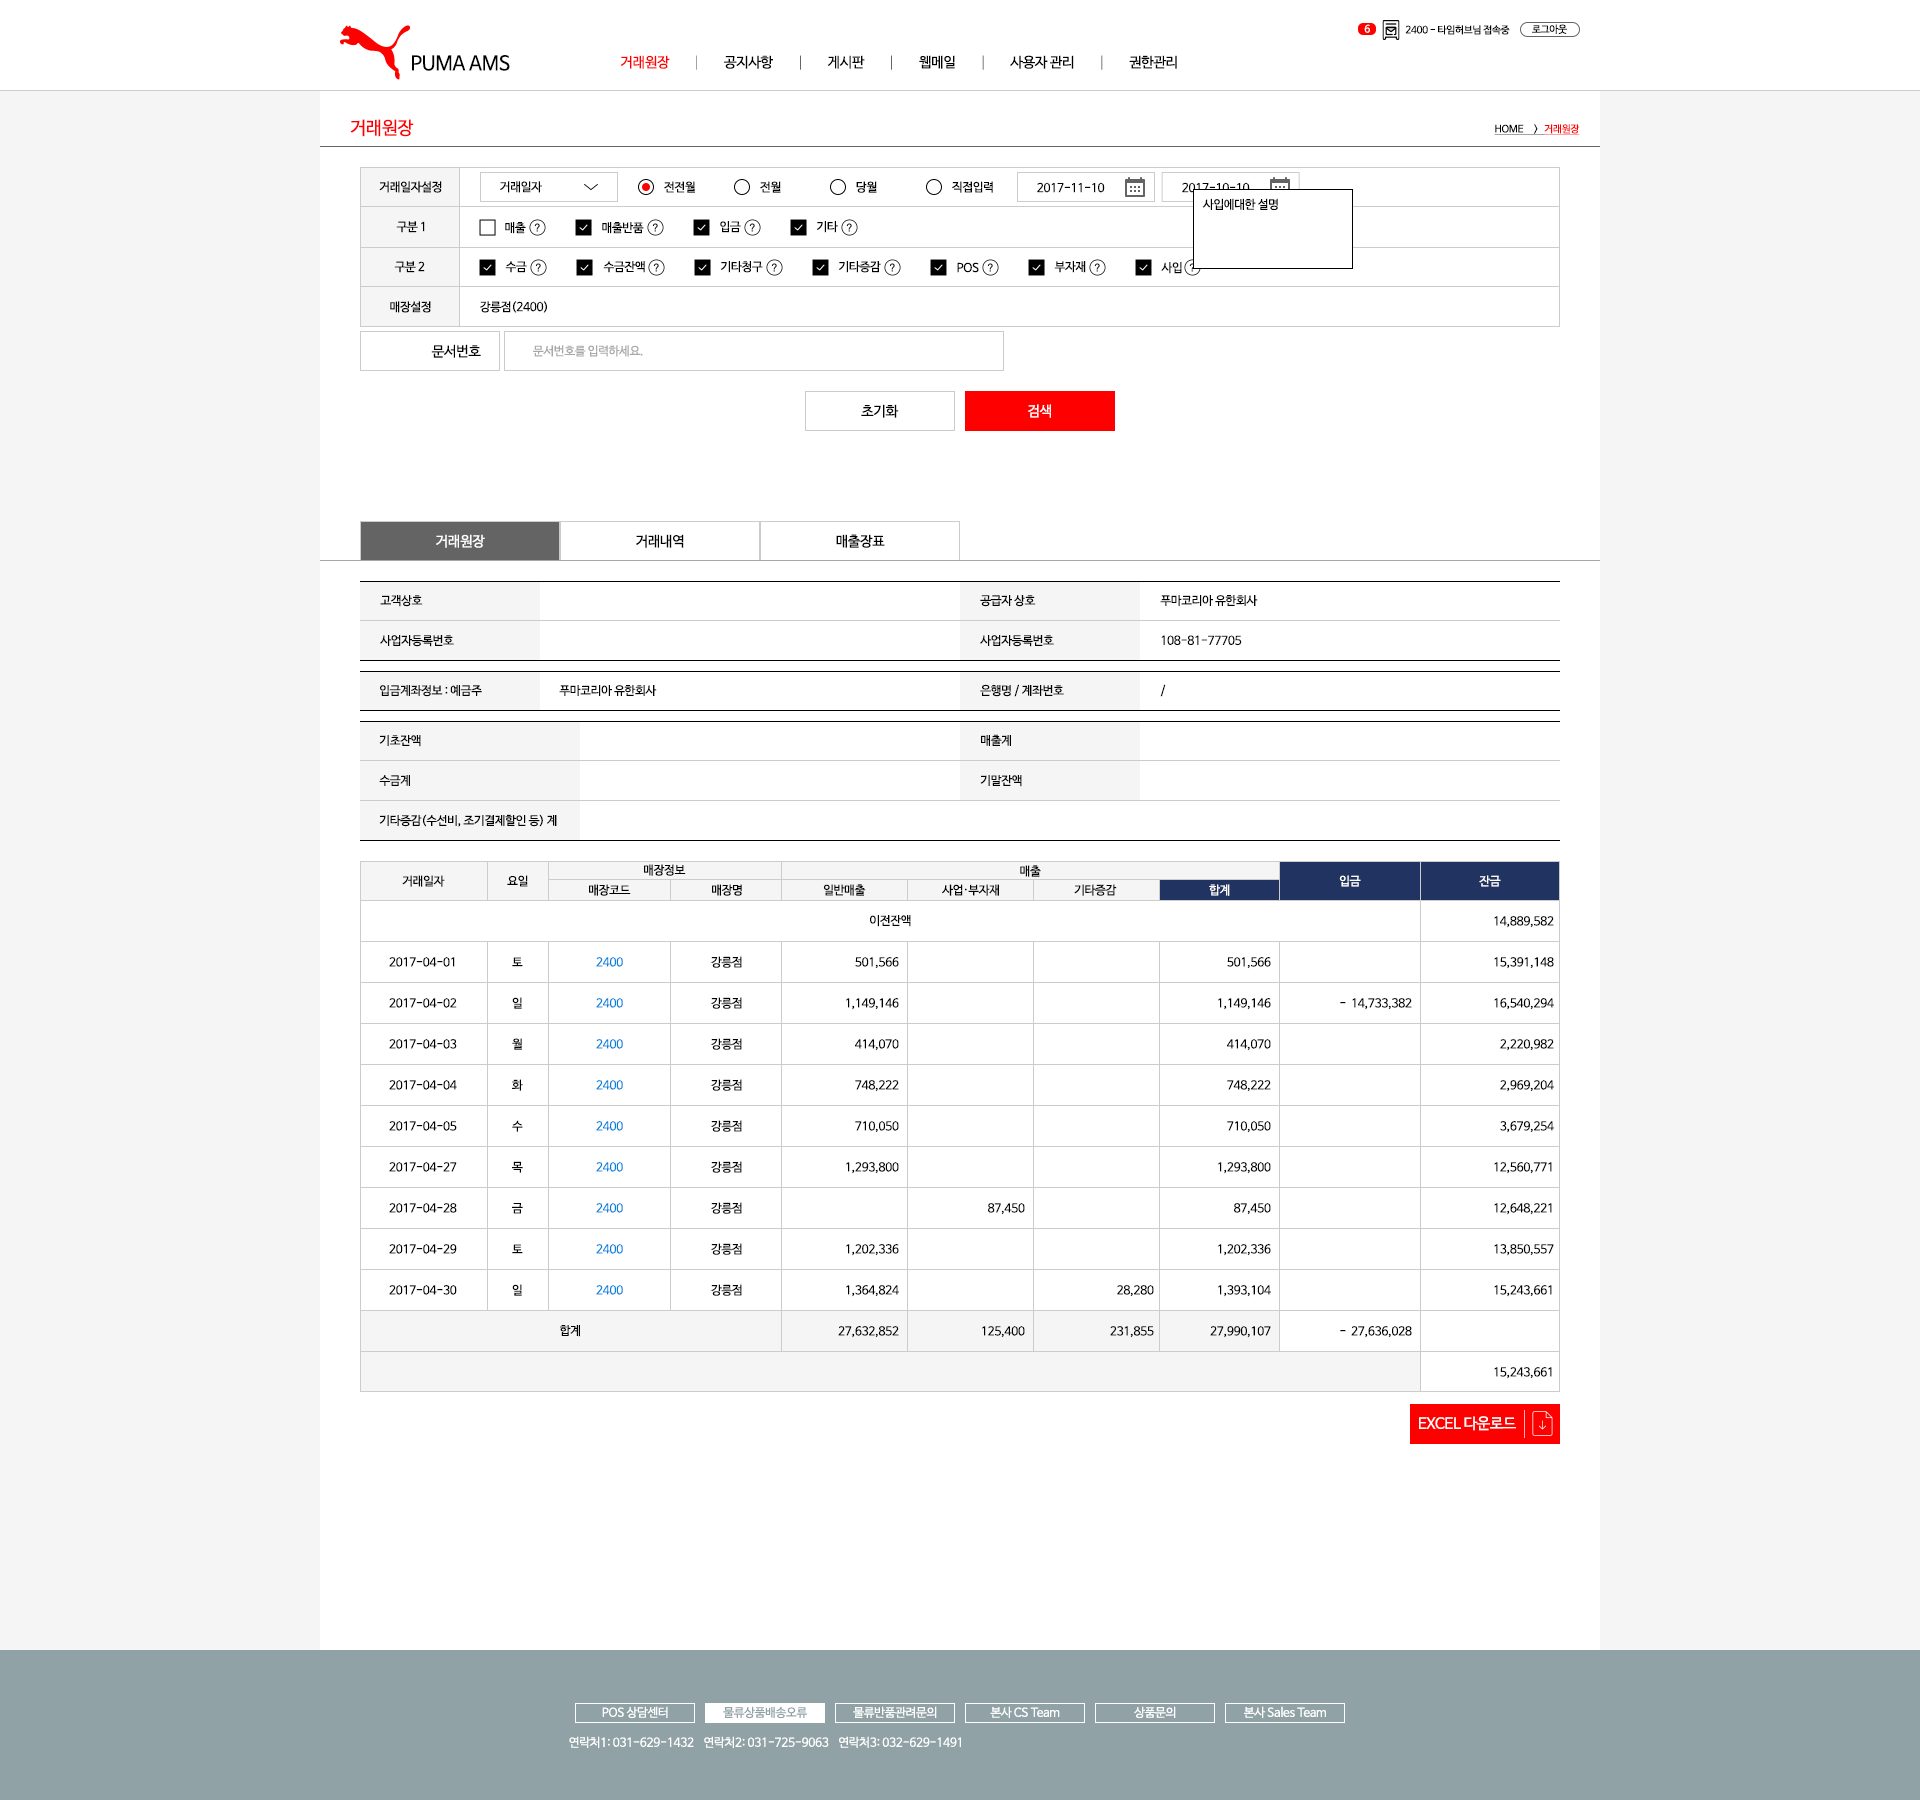 6 2400 - 타임허브님 접속중 로그아웃
PUMA AMS 거래원장 공지사항 게시판 웹메일 사용자 관리 권한관리
거래원장
HOME > 거래원장
거래일자설정 거래일자 전전월 전월 당월 직접입력 2017-11-10 2017-10-10
사입에대한 설명
구분 1 매출 ? 매출반품 ? 입금 ? 기타 ?
구분 2 수금 ? 수금잔액 ? 기타청구 ? 기타증감 ? POS ? 부자재 ? 사입 ?
매장설정 강릉점(2400)
문서번호 문서번호를 입력하세요.
초기화 검색
거래원장 거래내역 매출장표
고객상호 공급자 상호 푸마코리아 유한회사
사업자등록번호 사업자등록번호 108-81-77705
입금계좌정보 : 예금주 푸마코리아 유한회사 은행명 / 계좌번호 /
기초잔액 매출계
수금계 기말잔액
기타증감(수선비, 조기결제할인 등) 계
거래일자 요일 매장정보 매출 입금 잔금
매장코드 매장명 일반매출 사업·부자재 기타증감 합계
이전잔액 14,889,582
2017-04-01 토 2400 강릉점 501,566 501,566 15,391,148
2017-04-02 일 2400 강릉점 1,149,146 1,149,146 - 14,733,382 16,540,294
2017-04-03 월 2400 강릉점 414,070 414,070 2,220,982
2017-04-04 화 2400 강릉점 748,222 748,222 2,969,204
2017-04-05 수 2400 강릉점 710,050 710,050 3,679,254
2017-04-27 목 2400 강릉점 1,293,800 1,293,800 12,560,771
2017-04-28 금 2400 강릉점 87,450 87,450 12,648,221
2017-04-29 토 2400 강릉점 1,202,336 1,202,336 13,850,557
2017-04-30 일 2400 강릉점 1,364,824 28,280 1,393,104 15,243,661
합계 27,632,852 125,400 231,855 27,990,107 - 27,636,028
15,243,661
EXCEL 다운로드
POS 상담센터 물류상품배송오류 물류반품관려문의 본사 CS Team 상품문의 본사 Sales Team
연락처1: 031-629-1432 연락처2: 031-725-9063 연락처3: 032-629-1491